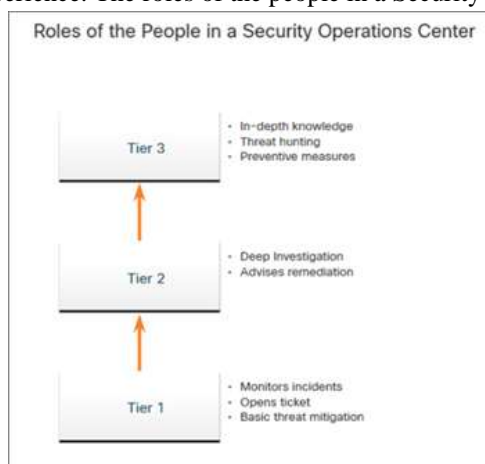 Roles of the People in a Security Operations Center
Tier 3
• In-depth knowledge
• Threat hunting
• Preventive measures
Tier 2
• Deep Investigation
• Advises remediation
Tier 1
• Monitors incidents
• Opens ticket
• Basic threat mitigation